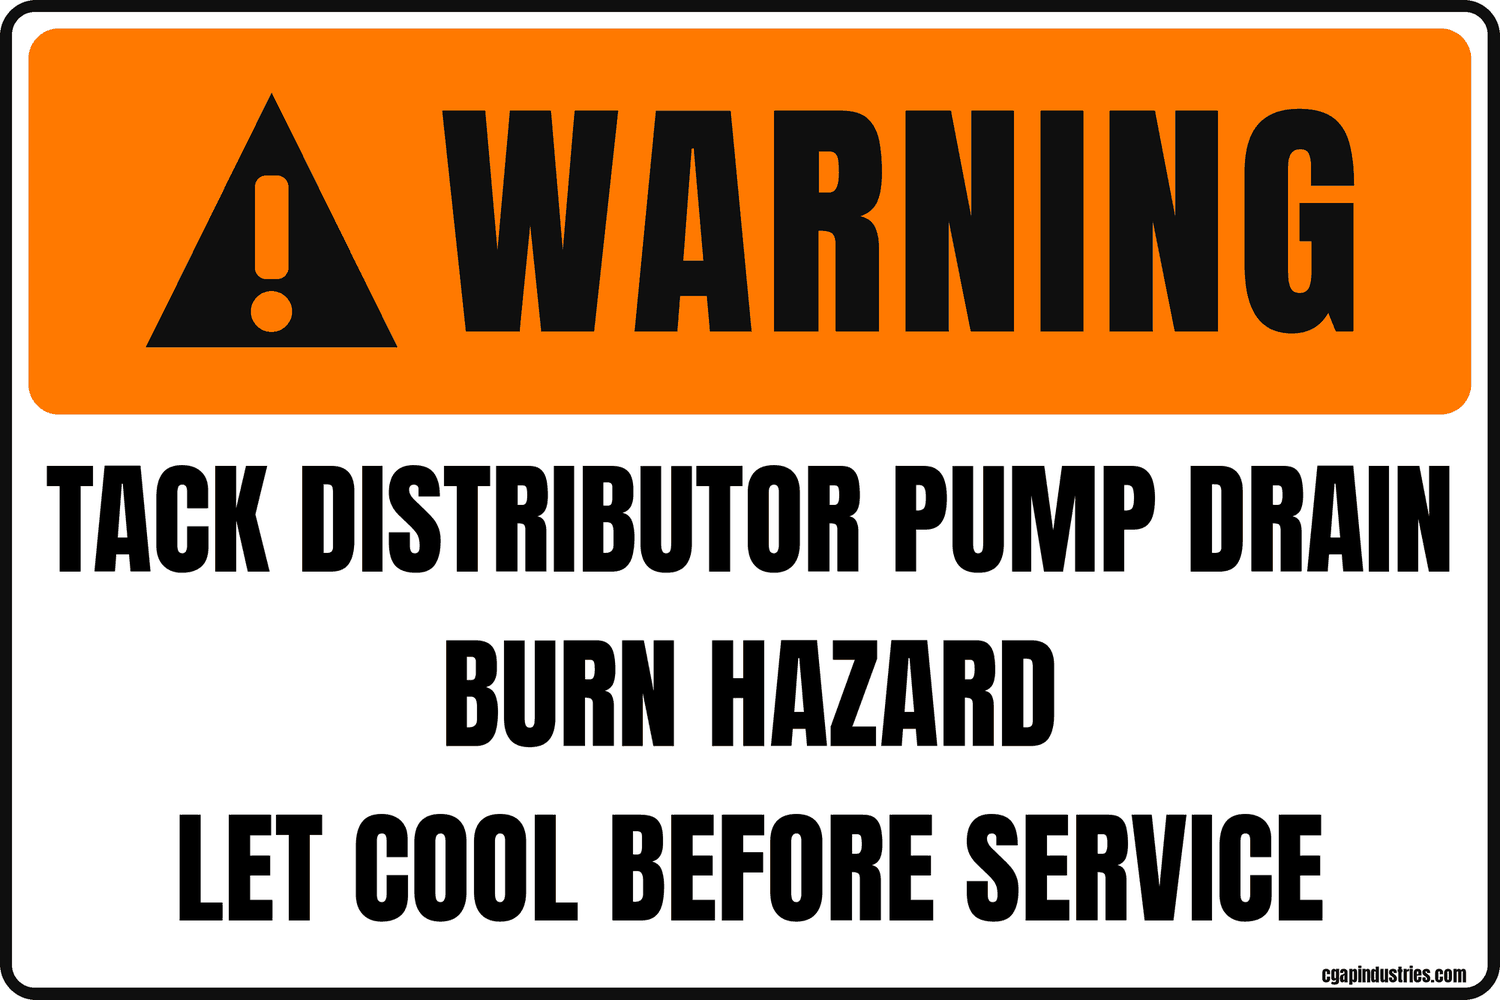 WARNING
TACK DISTRIBUTOR PUMP DRAIN
BURN HAZARD
LET COOL BEFORE SERVICE
cgapindustries.com